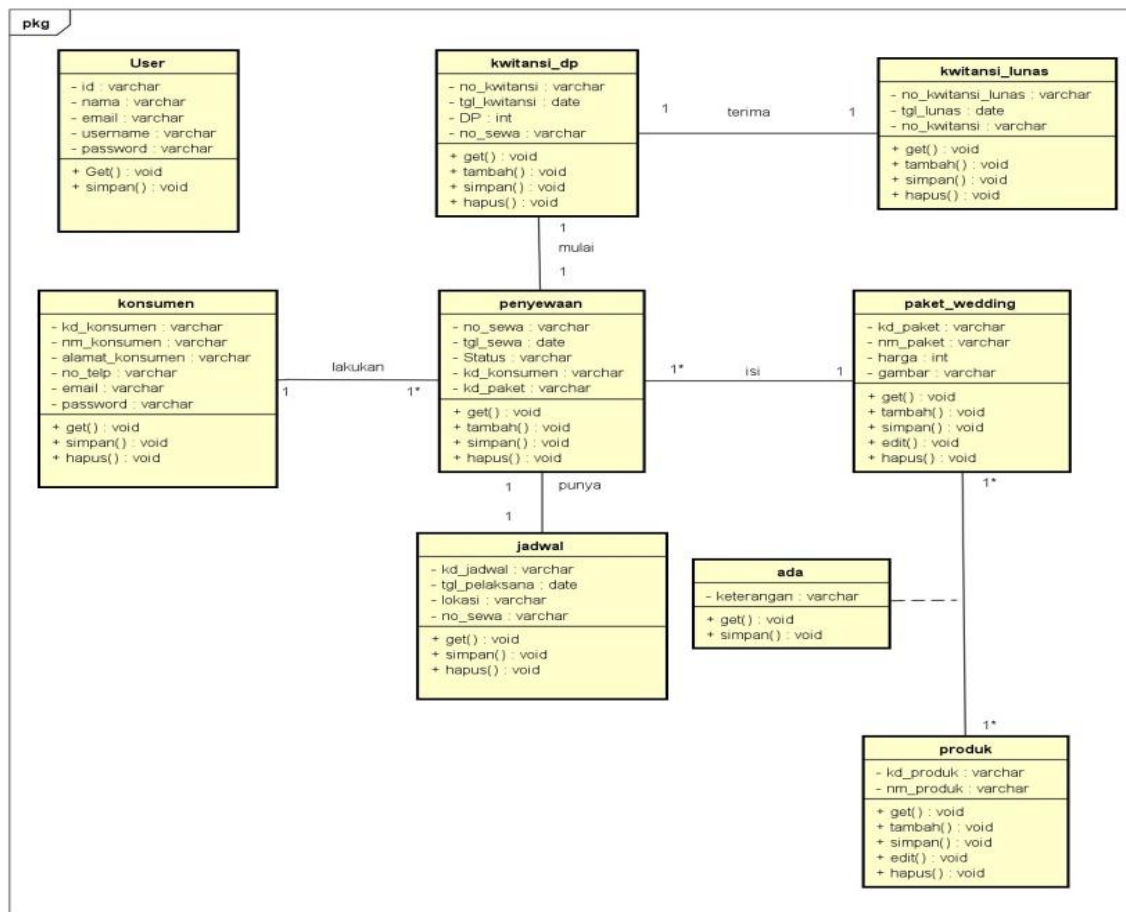 pkg
User
- id : varchar
- nama : varchar
- email : varchar
- username : varchar
- password : varchar
+ Get() : void
+ simpan() : void
kwitansi_dp
- no_kwitansi : varchar
- tgl_kwitansi : date
- DP : int
- no_sewa : varchar
+ get() : void
+ tambah() : void
+ simpan() : void
+ hapus() : void
1
terima
1
kwitansi_lunas
- no_kwitansi_lunas : varchar
- tgl_lunas : date
- no_kwitansi : varchar
+ get() : void
+ tambah() : void
+ simpan() : void
+ hapus() : void
1
mulai
1
konsumen
- kd_konsumen : varchar
- nm_konsumen : varchar
- alamat_konsumen : varchar
- no_telp : varchar
- email : varchar
- password : varchar
+ get() : void
+ simpan() : void
+ hapus() : void
lakukan
1
1*
penyewaan
- no_sewa : varchar
- tgl_sewa : date
- Status : varchar
- kd_konsumen : varchar
- kd_paket : varchar
+ get() : void
+ tambah() : void
+ simpan() : void
+ hapus() : void
1*
isi
1
paket_wedding
- kd_paket : varchar
- nm_paket : varchar
- harga : int
- gambar : varchar
+ get() : void
+ tambah() : void
+ simpan() : void
+ edit() : void
+ hapus() : void
1
punya
1
jadwal
- kd_jadwal : varchar
- tgl_pelaksana : date
- lokasi : varchar
- no_sewa : varchar
+ get() : void
+ simpan() : void
+ hapus() : void
1*
ada
- keterangan : varchar
+ get() : void
+ simpan() : void
1*
produk
- kd_produk : varchar
- nm_produk : varchar
+ get() : void
+ tambah() : void
+ simpan() : void
+ edit() : void
+ hapus() : void